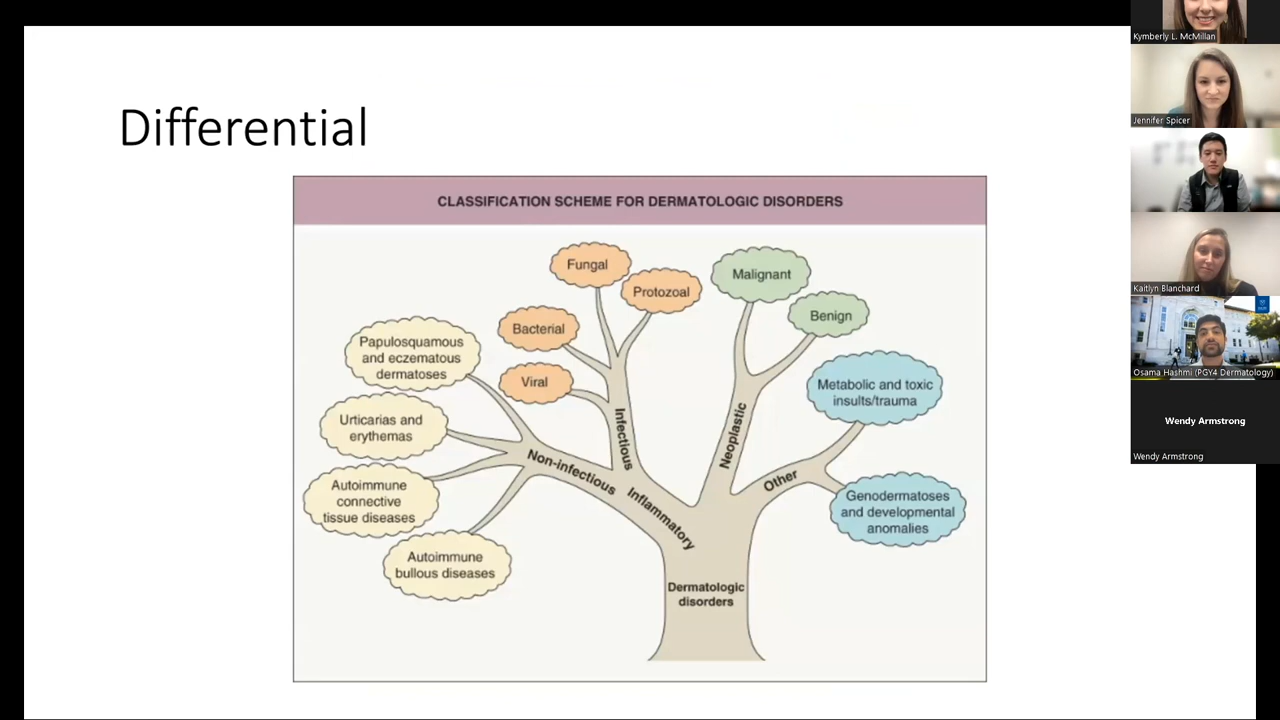 Differential
CLASSIFICATION SCHEME FOR DERMATOLOGIC DISORDERS
Fungal
Protozoal
Bacterial
Viral
Malignant
Benign
Papulosquamous
and eczematous
dermatoses
Urticarias and
erythemas
Autoimmune
connective
tissue diseases
Autoimmune
bullous diseases
Metabolic and toxic
insults/trauma
Genodermatoses
and developmental
anomalies
Infectious
Non-infectious
Inflammatory
Neoplastic
Other
Dermatologic
disorders
Kymberly L. McMillan
Jennifer Spicer
Kaitlyn Blanchard
Osama Hashmi (PGY4 Dermatology)
Wendy Armstrong
Wendy Armstrong